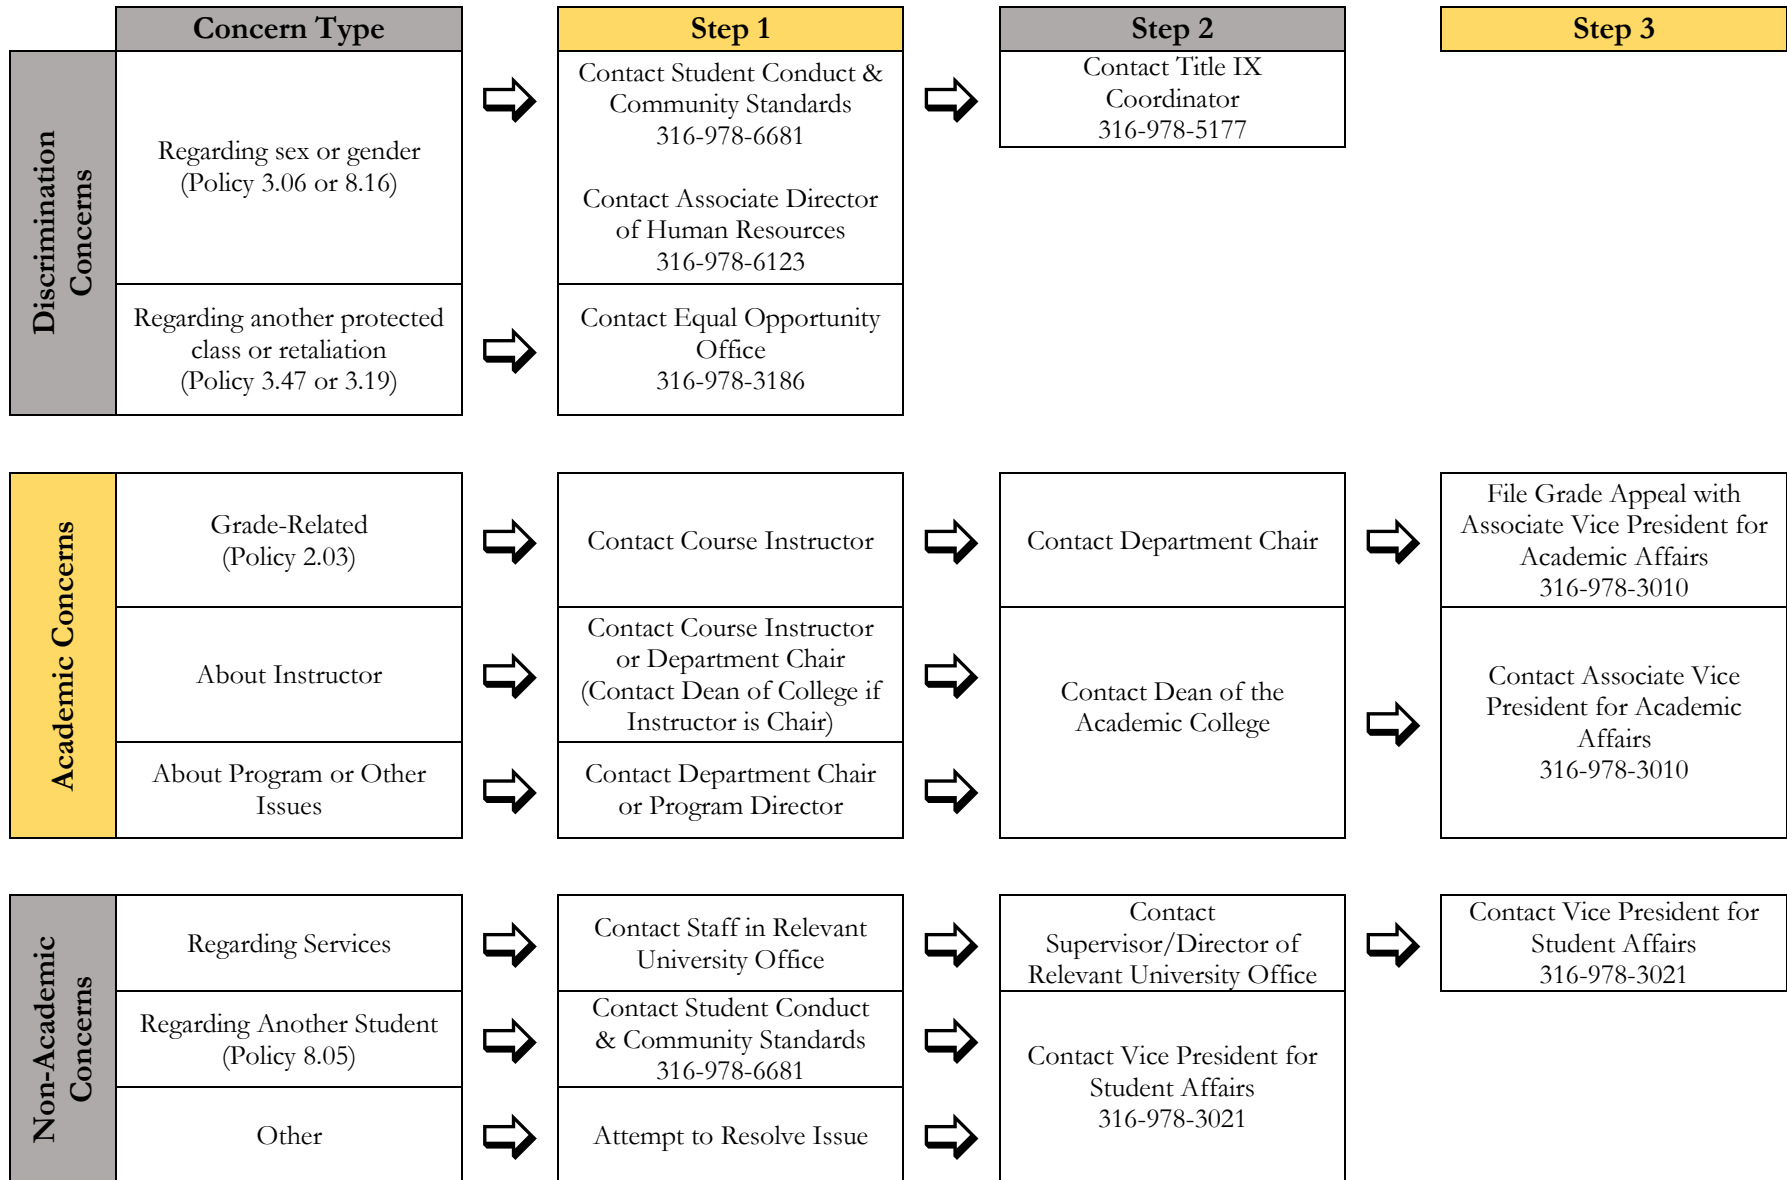 Concern Type
Step 1
Step 2
Step 3
Discrimination
Concerns
Regarding sex or gender
(Policy 3.06 or 8.16)
Contact Student Conduct &
Community Standards
316-978-6681
Contact Associate Director
of Human Resources
316-978-6123
Contact Title IX
Coordinator
316-978-5177
Regarding another protected
class or retaliation
(Policy 3.47 or 3.19)
Contact Equal Opportunity
Office
316-978-3186
Academic Concerns
Grade-Related
(Policy 2.03)
Contact Course Instructor
Contact Department Chair
File Grade Appeal with
Associate Vice President for
Academic Affairs
316-978-3010
About Instructor
Contact Course Instructor
or Department Chair
(Contact Dean of College if
Instructor is Chair)
Contact Dean of the
Academic College
Contact Associate Vice
President for Academic
Affairs
316-978-3010
About Program or Other
Issues
Contact Department Chair
or Program Director
Non-Academic
Concerns
Regarding Services
Contact Staff in Relevant
University Office
Contact
Supervisor/Director of
Relevant University Office
Contact Vice President for
Student Affairs
316-978-3021
Regarding Another Student
(Policy 8.05)
Contact Student Conduct
& Community Standards
316-978-6681
Contact Vice President for
Student Affairs
316-978-3021
Other
Attempt to Resolve Issue